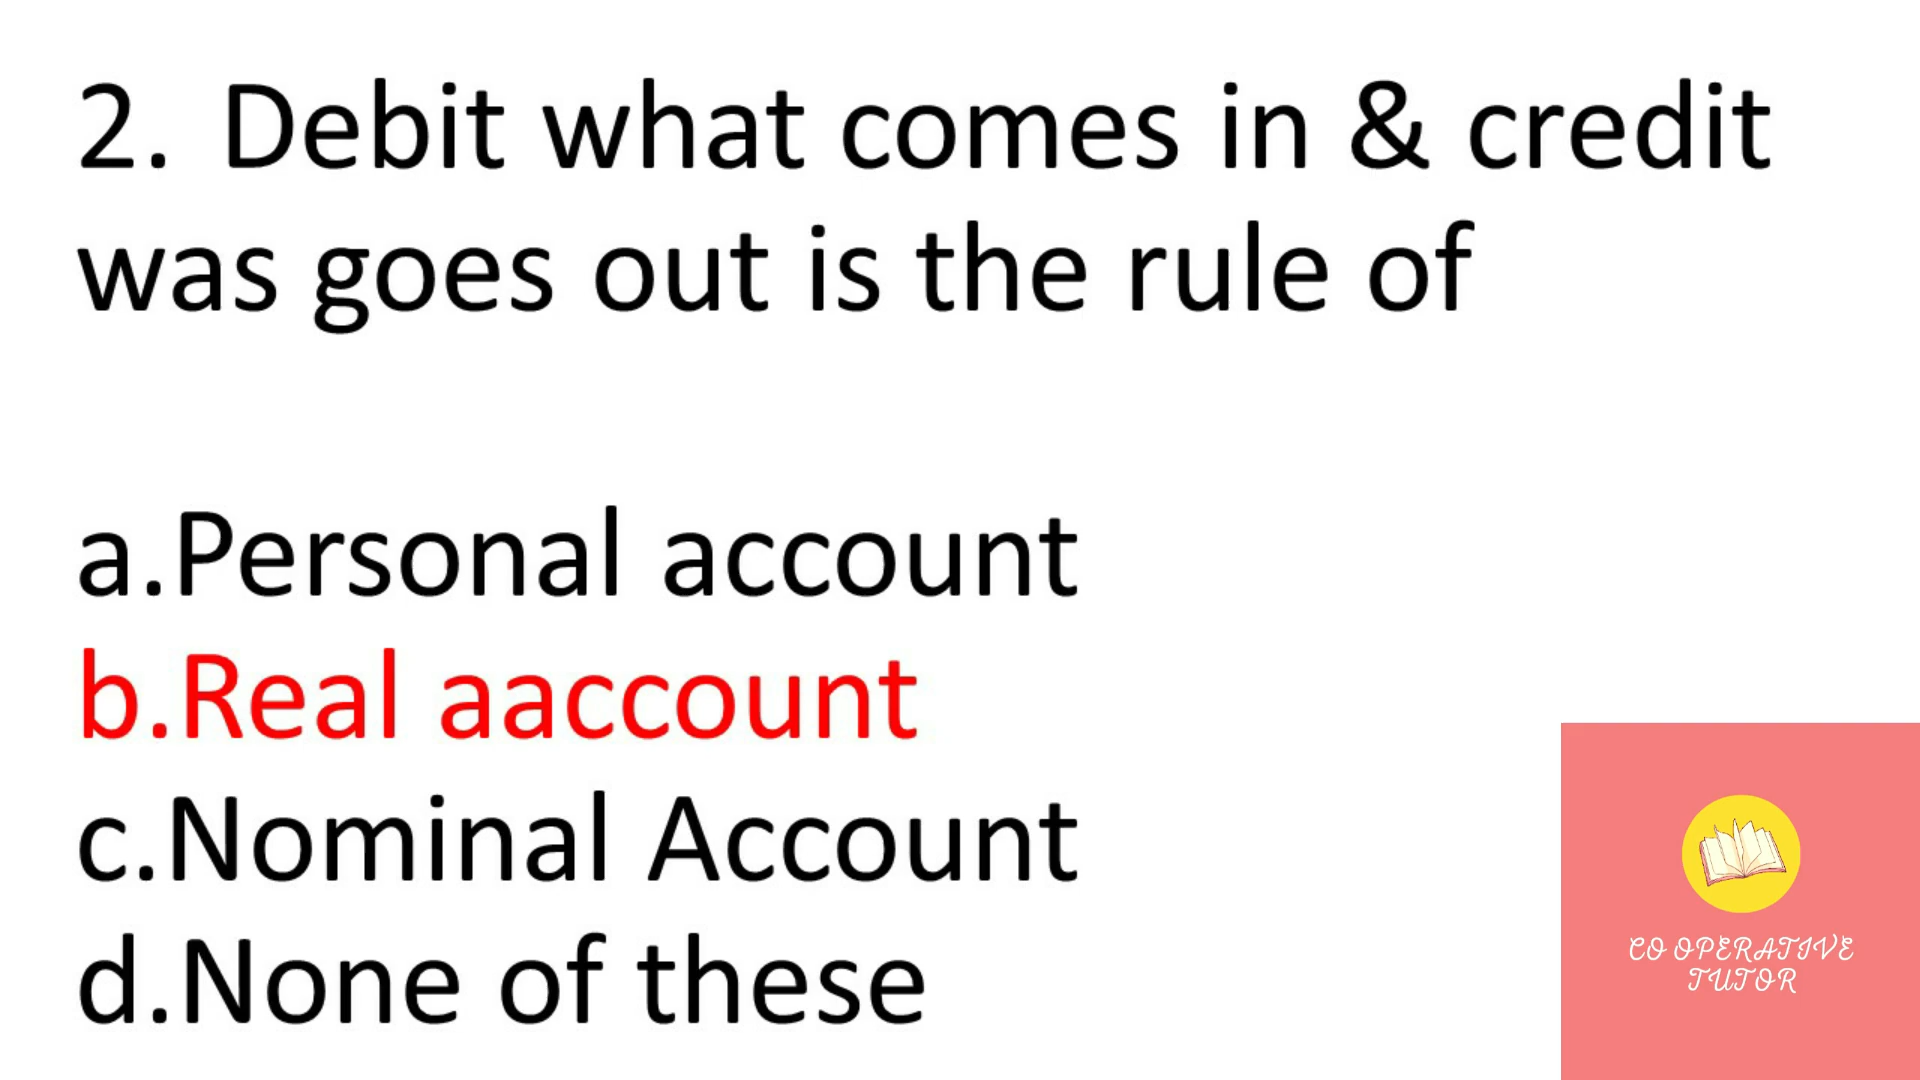 2. Debit what comes in & credit
was goes out is the rule of
a.Personal account
b.Real aaccount
c.Nominal Account
d.None of these
CO OPERATIVE
TUTOR